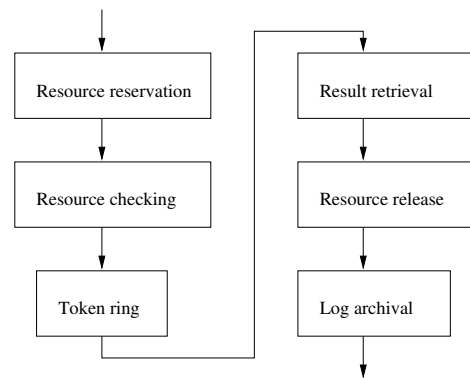 Resource reservation
Resource checking
Token ring
Result retrieval
Resource release
Log archival